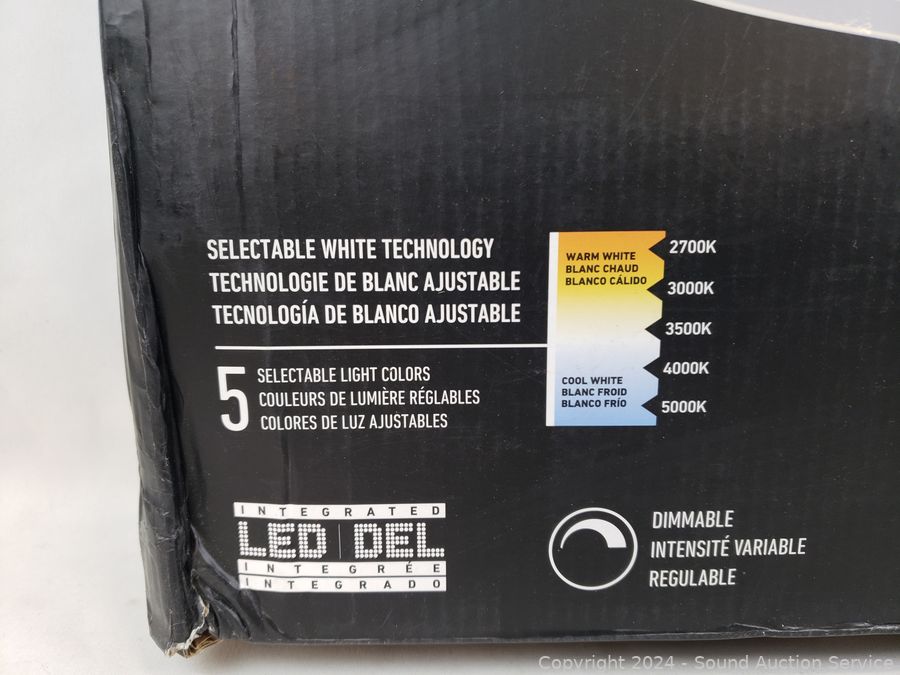 SELECTABLE WHITE TECHNOLOGY
TECHNOLOGIE DE BLANC AJUSTABLE
TECNOLOGÍA DE BLANCO AJUSTABLE
5
SELECTABLE LIGHT COLORS
COULEURS DE LUMIÈRE RÉGLABLES
COLORES DE LUZ AJUSTABLES
WARM WHITE
BLANC CHAUD
BLANCO CÁLIDO
COOL WHITE
BLANC FROID
BLANCO FRÍO
2700K
3000K
3500K
4000K
5000K
INTEGRATED
LED | DEL
INTEGRÉE
INTEGRADO
DIMMABLE
INTENSITÉ VARIABLE
REGULABLE
Copyright 2024 - Sound Auction Service